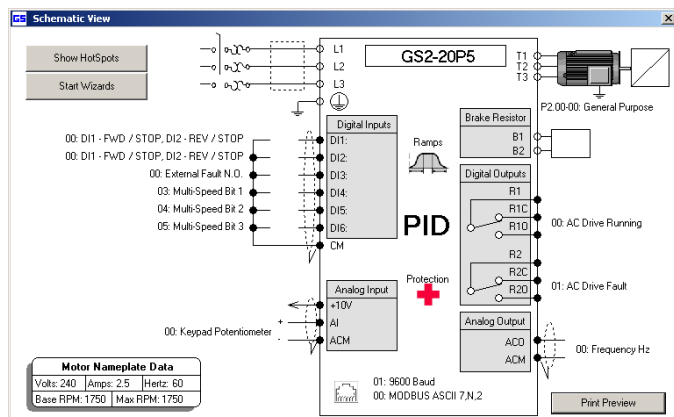 GS Schematic View
Show HotSpots
Start Wizards
L1
L2
L3
GS2-20P5
T1
T2
T3
P2.00-00: General Purpose
Digital Inputs
00: DI1 - FWD / STOP, DI2 - REV / STOP
DI1:
00: DI1 - FWD / STOP, DI2 - REV / STOP
DI2:
00: External Fault N.O.
DI3:
03: Multi-Speed Bit 1
DI4:
04: Multi-Speed Bit 2
DI5:
05: Multi-Speed Bit 3
DI6:
CM
Ramps
PID
Protection
Brake Resistor
B1
B2
Digital Outputs
R1
R1C
R1O
00: AC Drive Running
R2
R2C
R2O
01: AC Drive Fault
Analog Input
+10V
+
AI
00: Keypad Potentiometer
-
ACM
Analog Output
ACO
00: Frequency Hz
ACM
Motor Nameplate Data
Volts: 240 Amps: 2.5 Hertz: 60
Base RPM: 1750 Max RPM: 1750
01: 9600 Baud
00: MODBUS ASCII 7,N,2
Print Preview